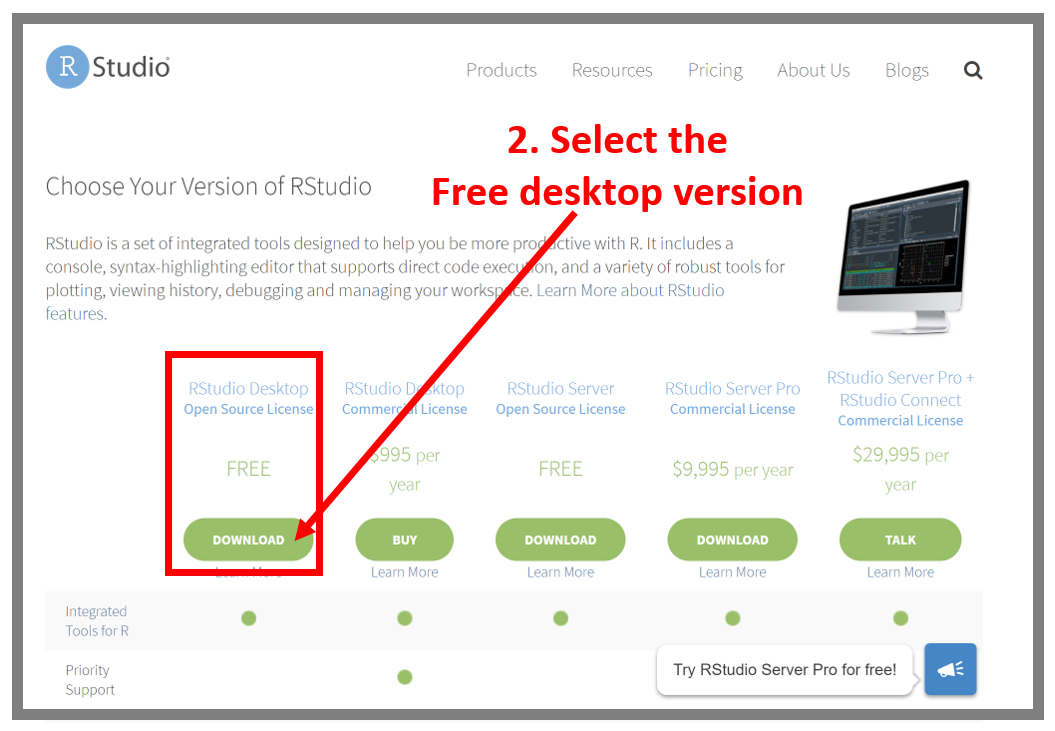 R Studio
Products Resources Pricing About Us Blogs
2. Select the
Free desktop version
Choose Your Version of RStudio
RStudio is a set of integrated tools designed to help you be more productive with R. It includes a
console, syntax-highlighting editor that supports direct code execution, and a variety of robust tools for
plotting, viewing history, debugging and managing your workspace. Learn More about RStudio
features.
RStudio Desktop
Open Source License
FREE
DOWNLOAD
Learn More
RStudio Desktop
Commercial License
$995 per
year
BUY
Learn More
RStudio Server
Open Source License
FREE
DOWNLOAD
Learn More
RStudio Server Pro
Commercial License
$9,995 per year
DOWNLOAD
Learn More
RStudio Server Pro +
RStudio Connect
Commercial License
$29,995 per
year
TALK
Learn More
Integrated
Tools for R
Priority
Support
Try RStudio Server Pro for free!